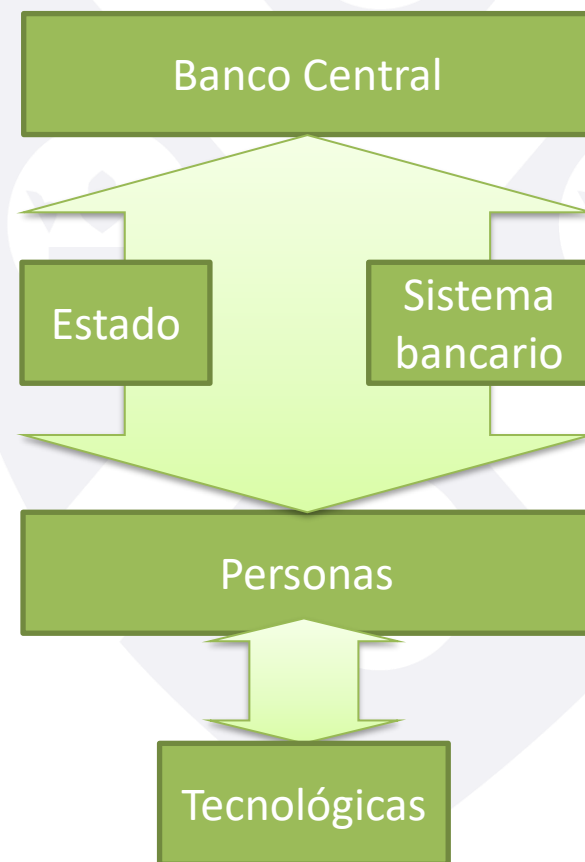 Banco Central
Estado
Sistema
bancario
Personas
Tecnológicas